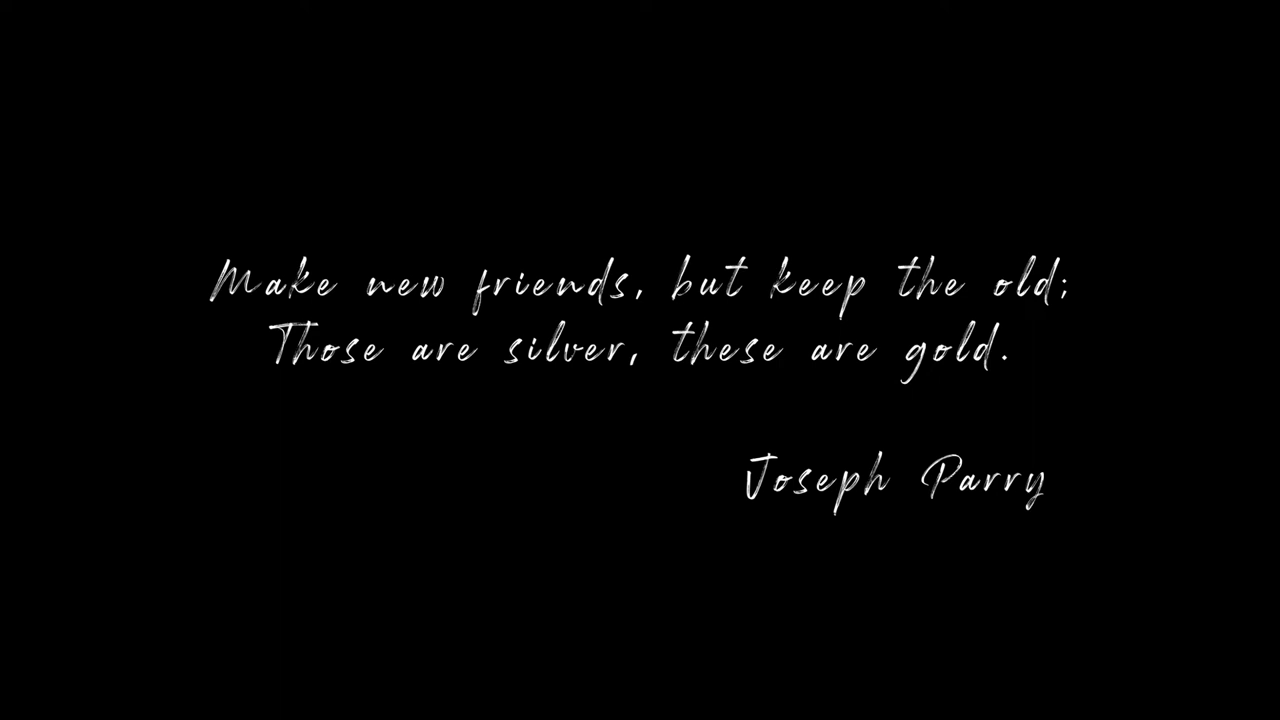 Make new friends, but keep the old;
Those are silver, these are gold.
Joseph Parry